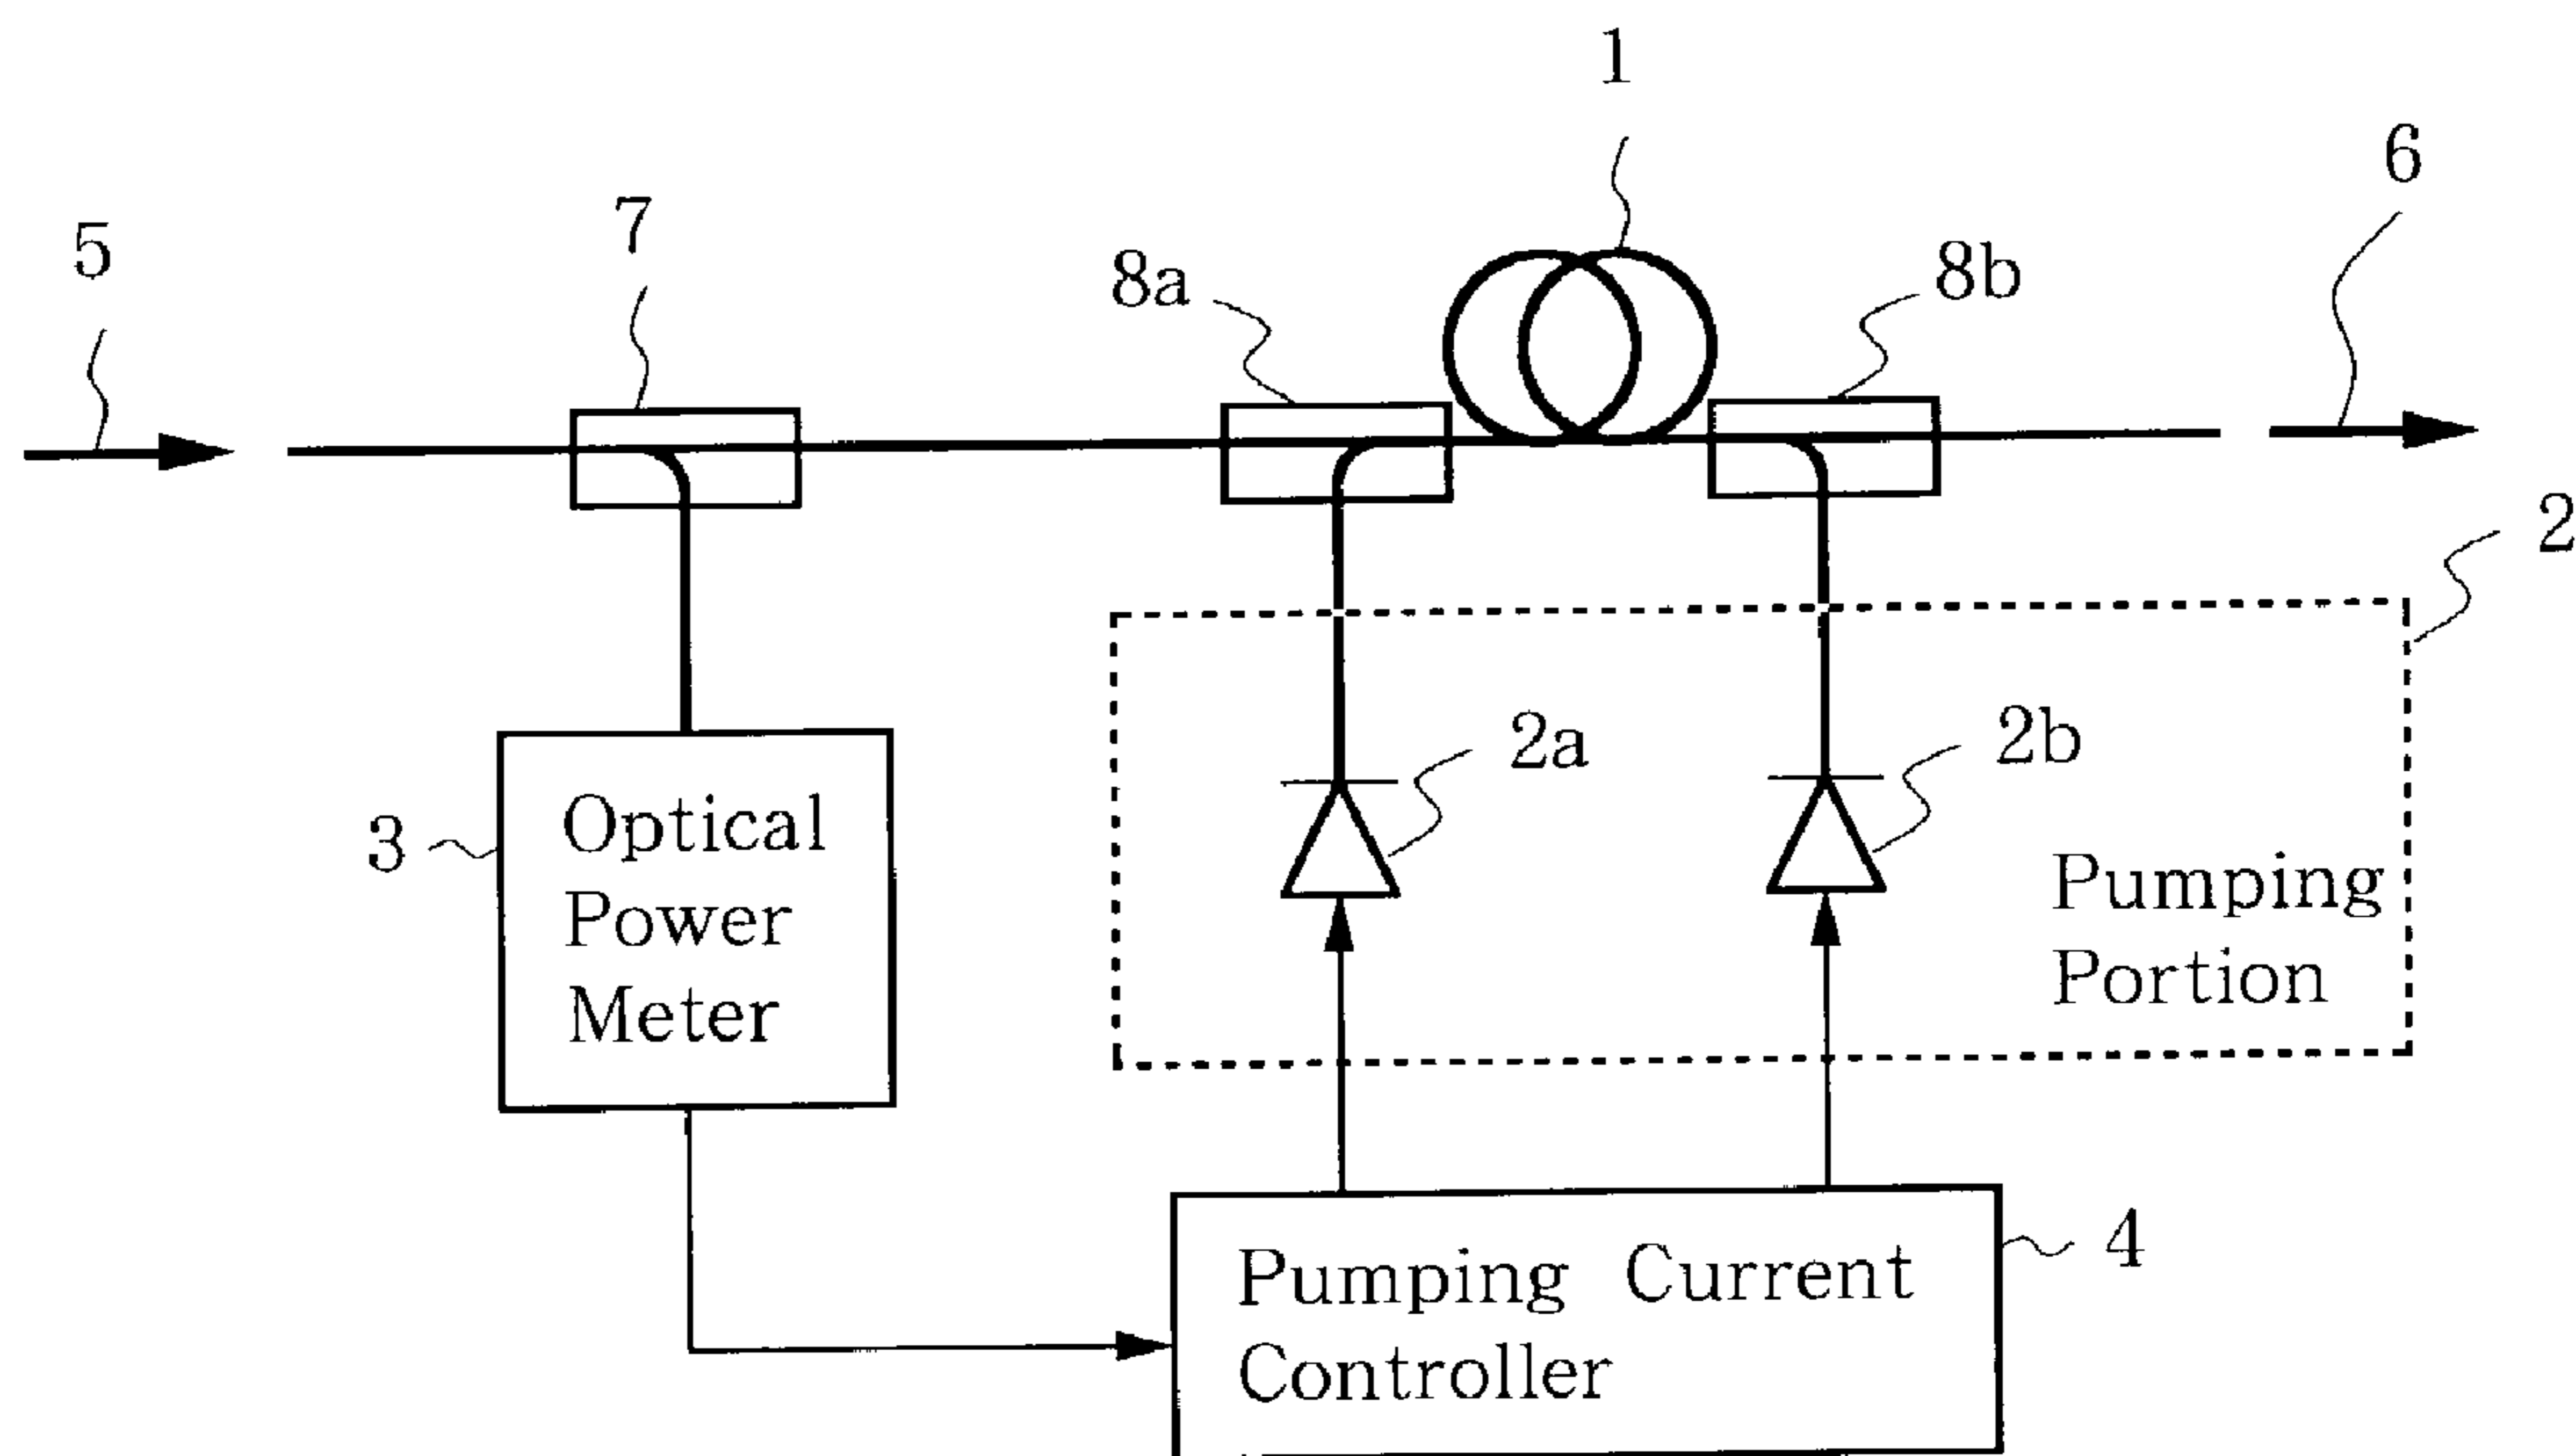 1
6
5
7
8a
8b
2
2a
2b
3
Optical
Power
Meter
Pumping
Portion
4
Pumping Current
Controller